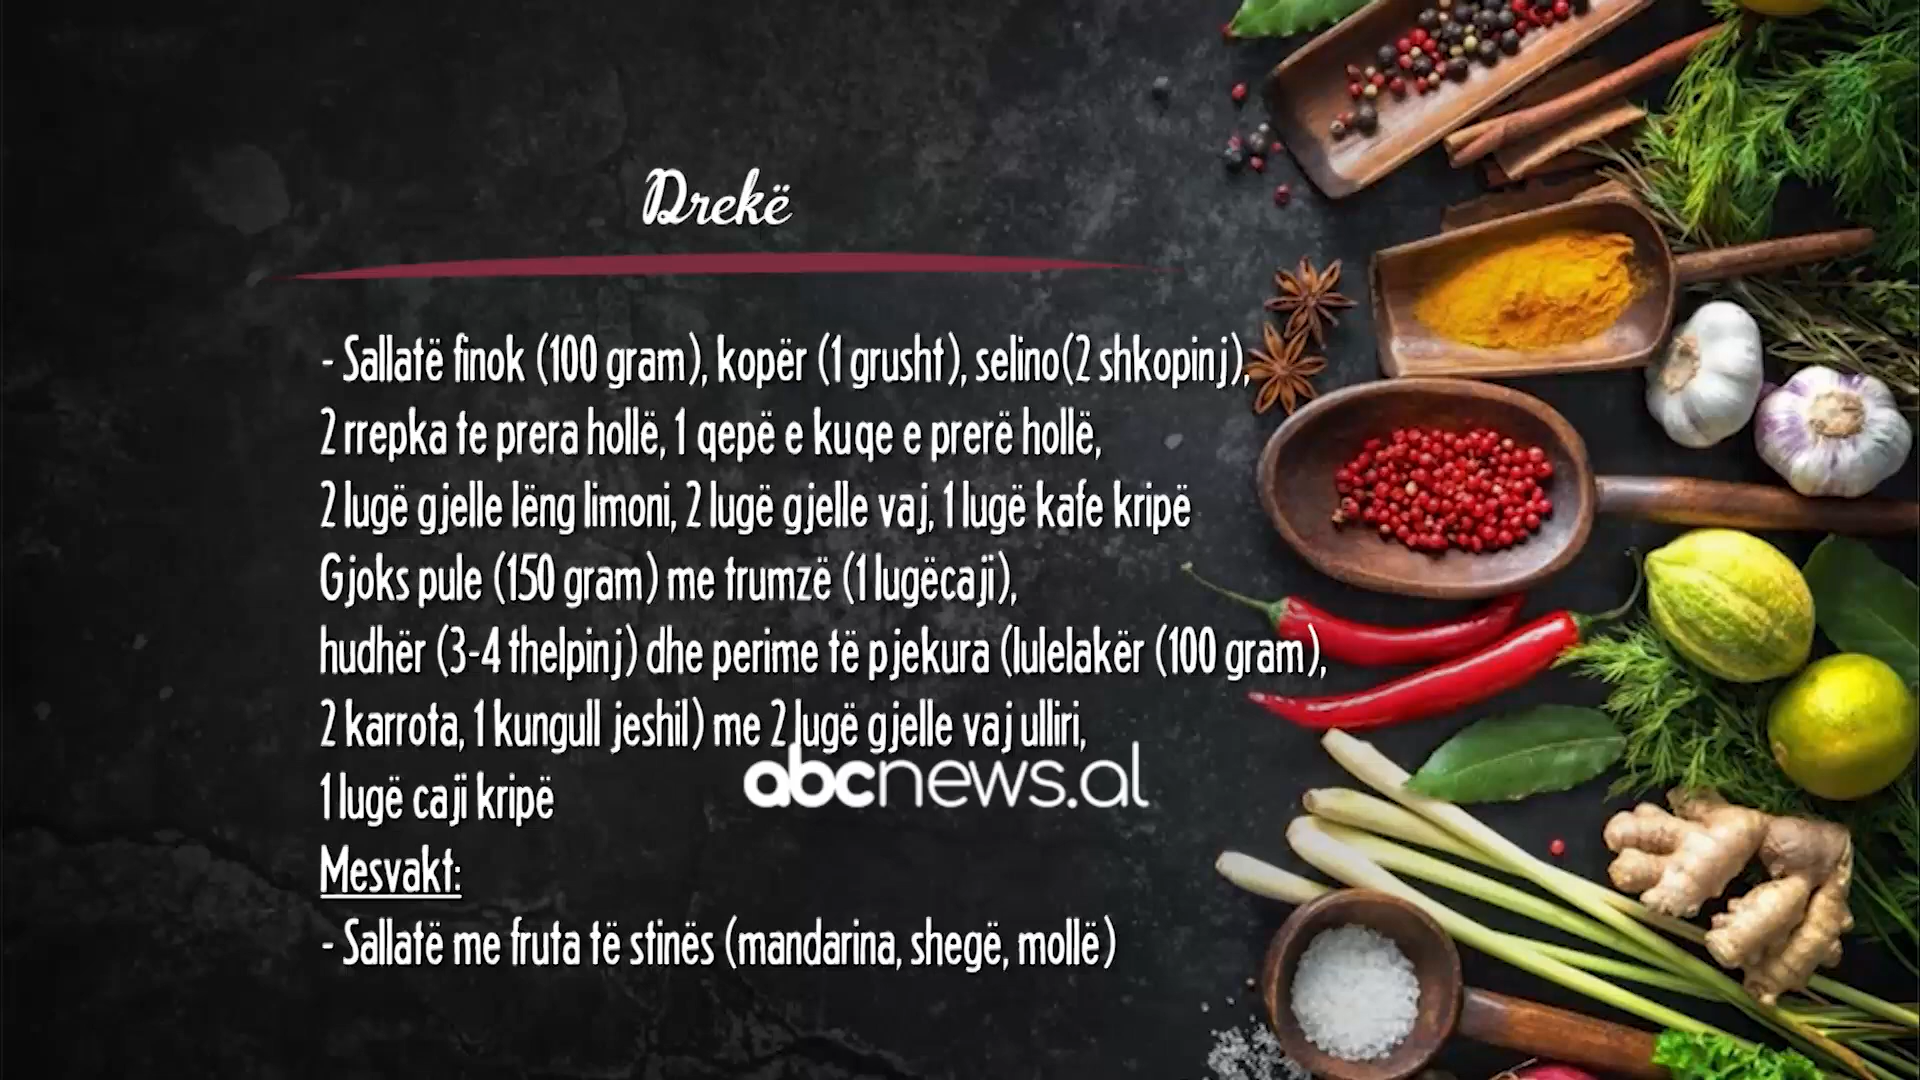 Drekë
- Sallatë finok (100 gram), kopër (1 grusht), selino(2 shkopinj),
2 rrepka te prera hollë, 1 qepë e kuqe e prerë hollë,
2 lugë gjelle lëng limoni, 2 lugë gjelle vaj, 1 lugë kafe kripë
Gjoks pule (150 gram) me trumzë (1 lugëcaji),
hudhër (3-4 thelpinj) dhe perime të pjekura (lulelakër (100 gram),
2 karrota, 1 kungull jeshil) me 2 lugë gjelle vaj ulliri,
abcnews.al
1 lugë caji kripë
Mesvakt:
- Sallatë me fruta të stinës (mandarina, shegë, mollë)